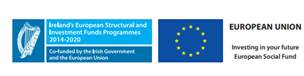 Ireland's European Structural and
Investment Funds Programmes
2014-2020
Co-funded by the Irish Government
and the European Union
EUROPEAN UNION
Investing in your future
European Social Fund